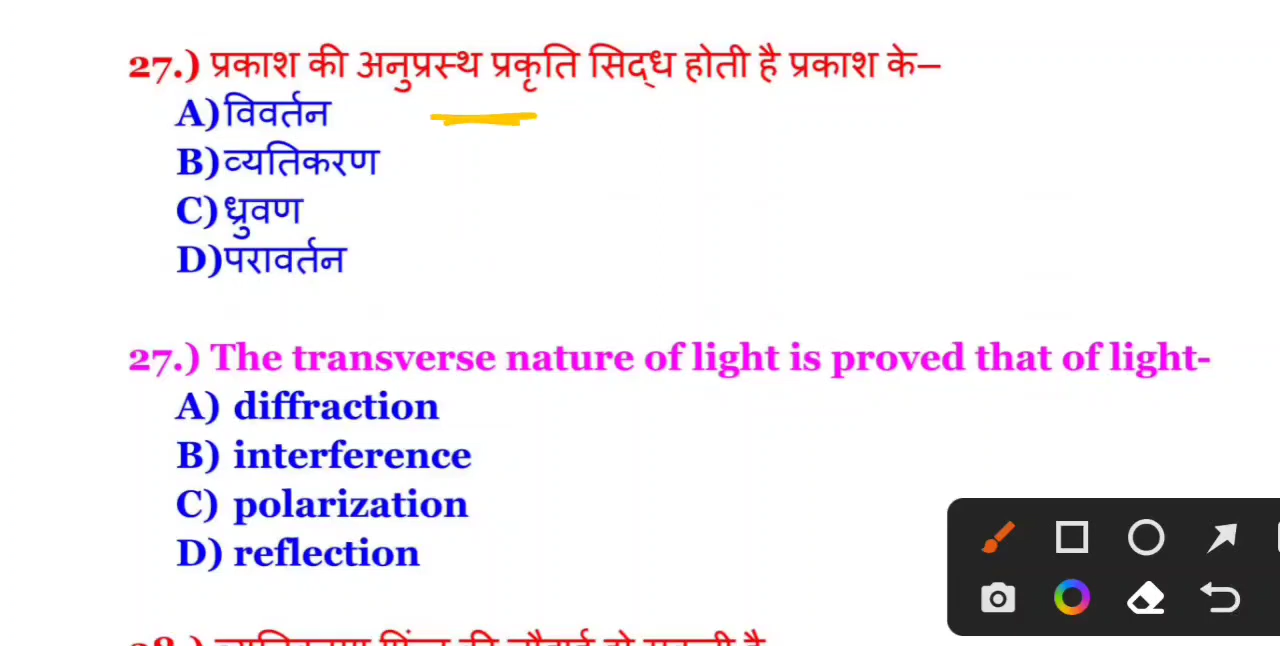 27.) प्रकाश की अनुप्रस्थ प्रकृति सिद्ध होती है प्रकाश के–
A)विवर्तन
B)व्यतिकरण
C)ध्रुवण
D)परावर्तन
27.) The transverse nature of light is proved that of light-
A) diffraction
B) interference
C) polarization
D) reflection